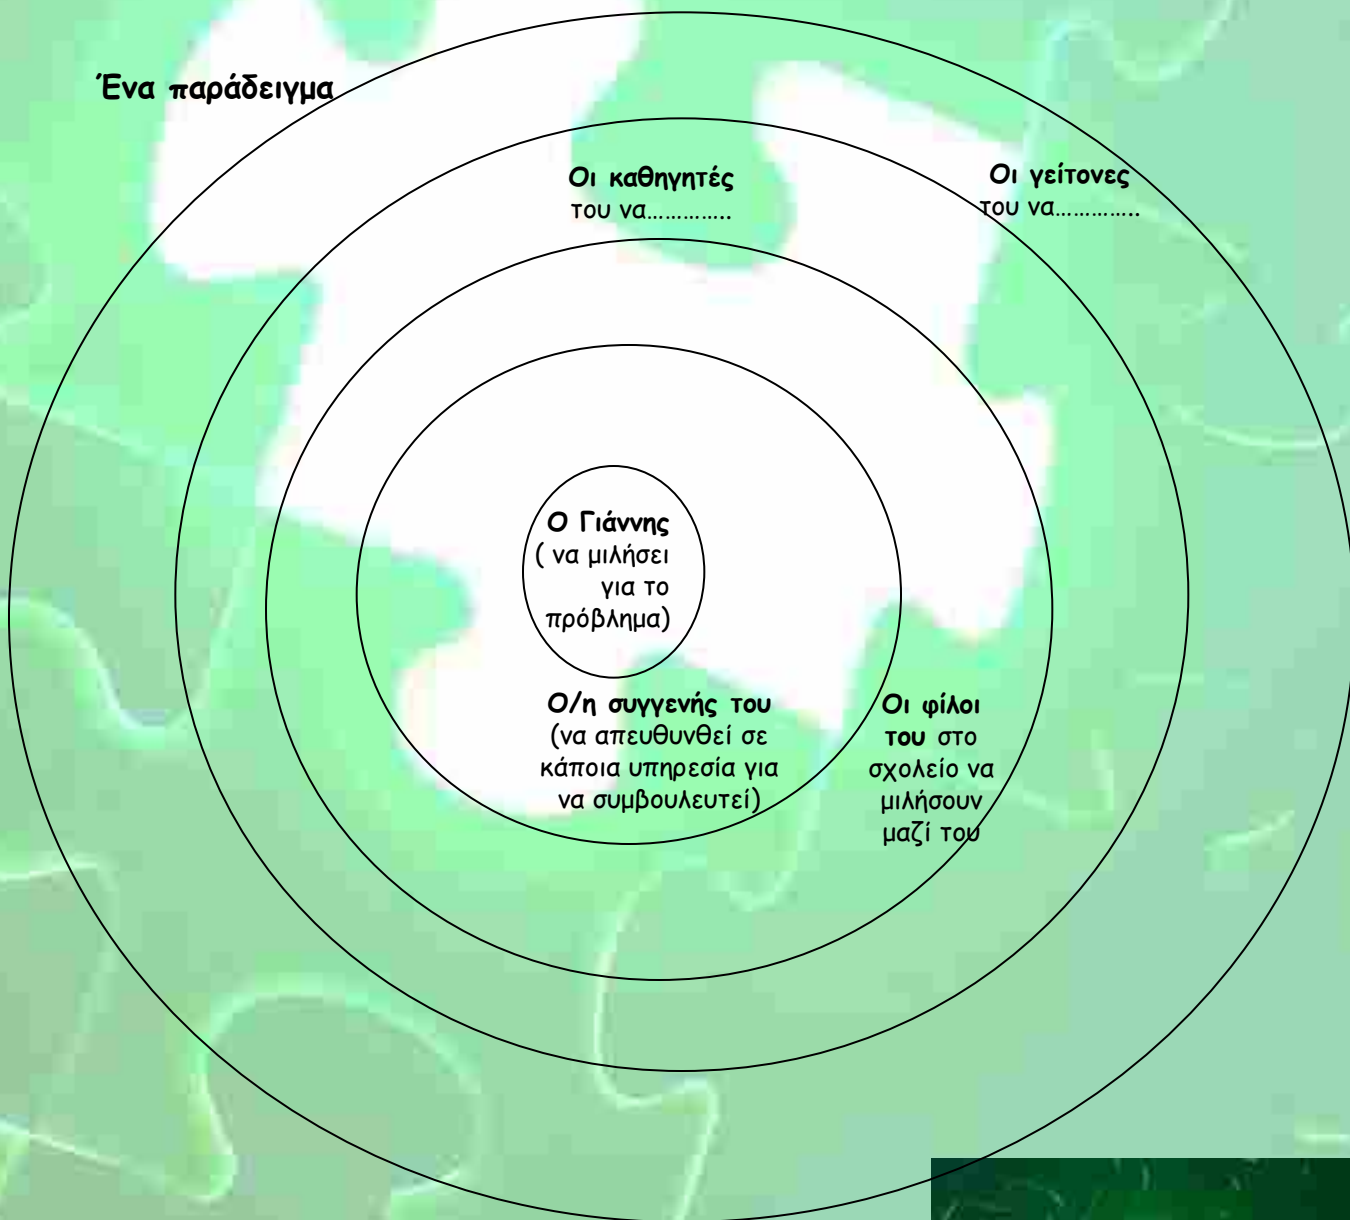 Ένα παράδειγμα
Οι καθηγητές
του να…………..
Οι γείτονες
του να…………..
Ο Γιάννης
( να μιλήσει
για το
πρόβλημα)
Ο/η συγγενής του
(να απευθυνθεί σε
κάποια υπηρεσία για
να συμβουλευτεί)
Οι φίλοι
του στο
σχολείο να
μιλήσουν
μαζί του